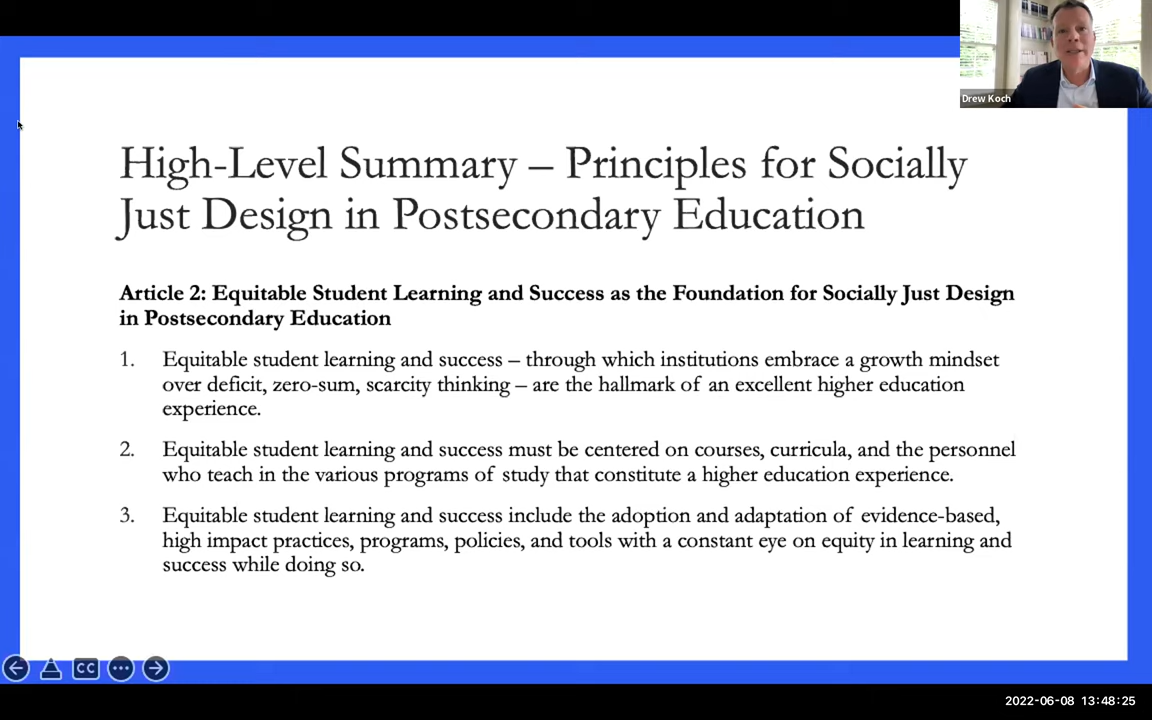 Drew Koch
High-Level Summary – Principles for Socially
Just Design in Postsecondary Education
Article 2: Equitable Student Learning and Success as the Foundation for Socially Just Design
in Postsecondary Education
1. Equitable student learning and success – through which institutions embrace a growth mindset
over deficit, zero-sum, scarcity thinking – are the hallmark of an excellent higher education
experience.
2. Equitable student learning and success must be centered on courses, curricula, and the personnel
who teach in the various programs of study that constitute a higher education experience.
3. Equitable student learning and success include the adoption and adaptation of evidence-based,
high impact practices, programs, policies, and tools with a constant eye on equity in learning and
success while doing so.
CC
2022-06-08 13:48:25